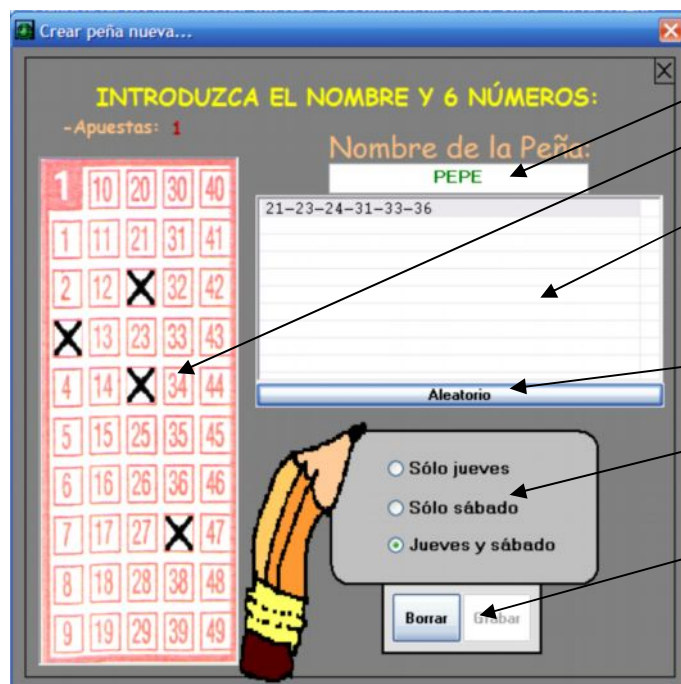 Crear peña nueva...
INTRODUZCA EL NOMBRE Y 6 NÚMEROS:
-Apuestas: 1
Nombre de la Peña:
PEPE
21-23-24-31-33-36
1 10 20 30 40
1 11 21 31 41
2 12 X 32 42
X 13 23 33 43
4 14 X 34 44
5 15 25 35 45
6 16 26 36 46
7 17 27 X 47
8 18 28 38 48
9 19 29 39 49
Aleatorio
Sólo jueves
Sólo sábado
Jueves y sábado
Borrar Grabar